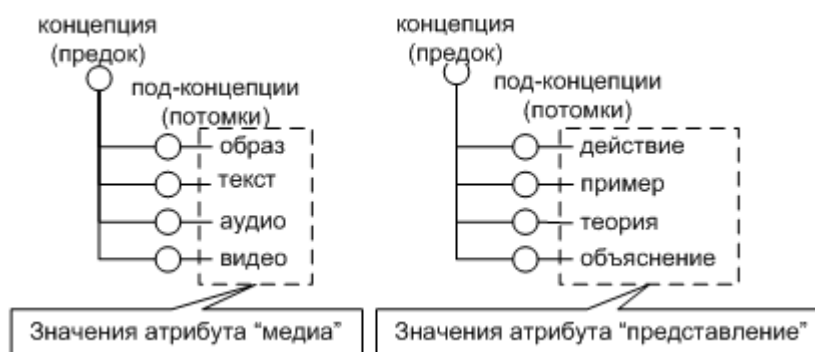 концепция
(предок)
под-концепции
(потомки)
образ
текст
аудио
видео
Значения атрибута “медиа”
концепция
(предок)
под-концепции
(потомки)
действие
пример
теория
объяснение
Значения атрибута “представление”